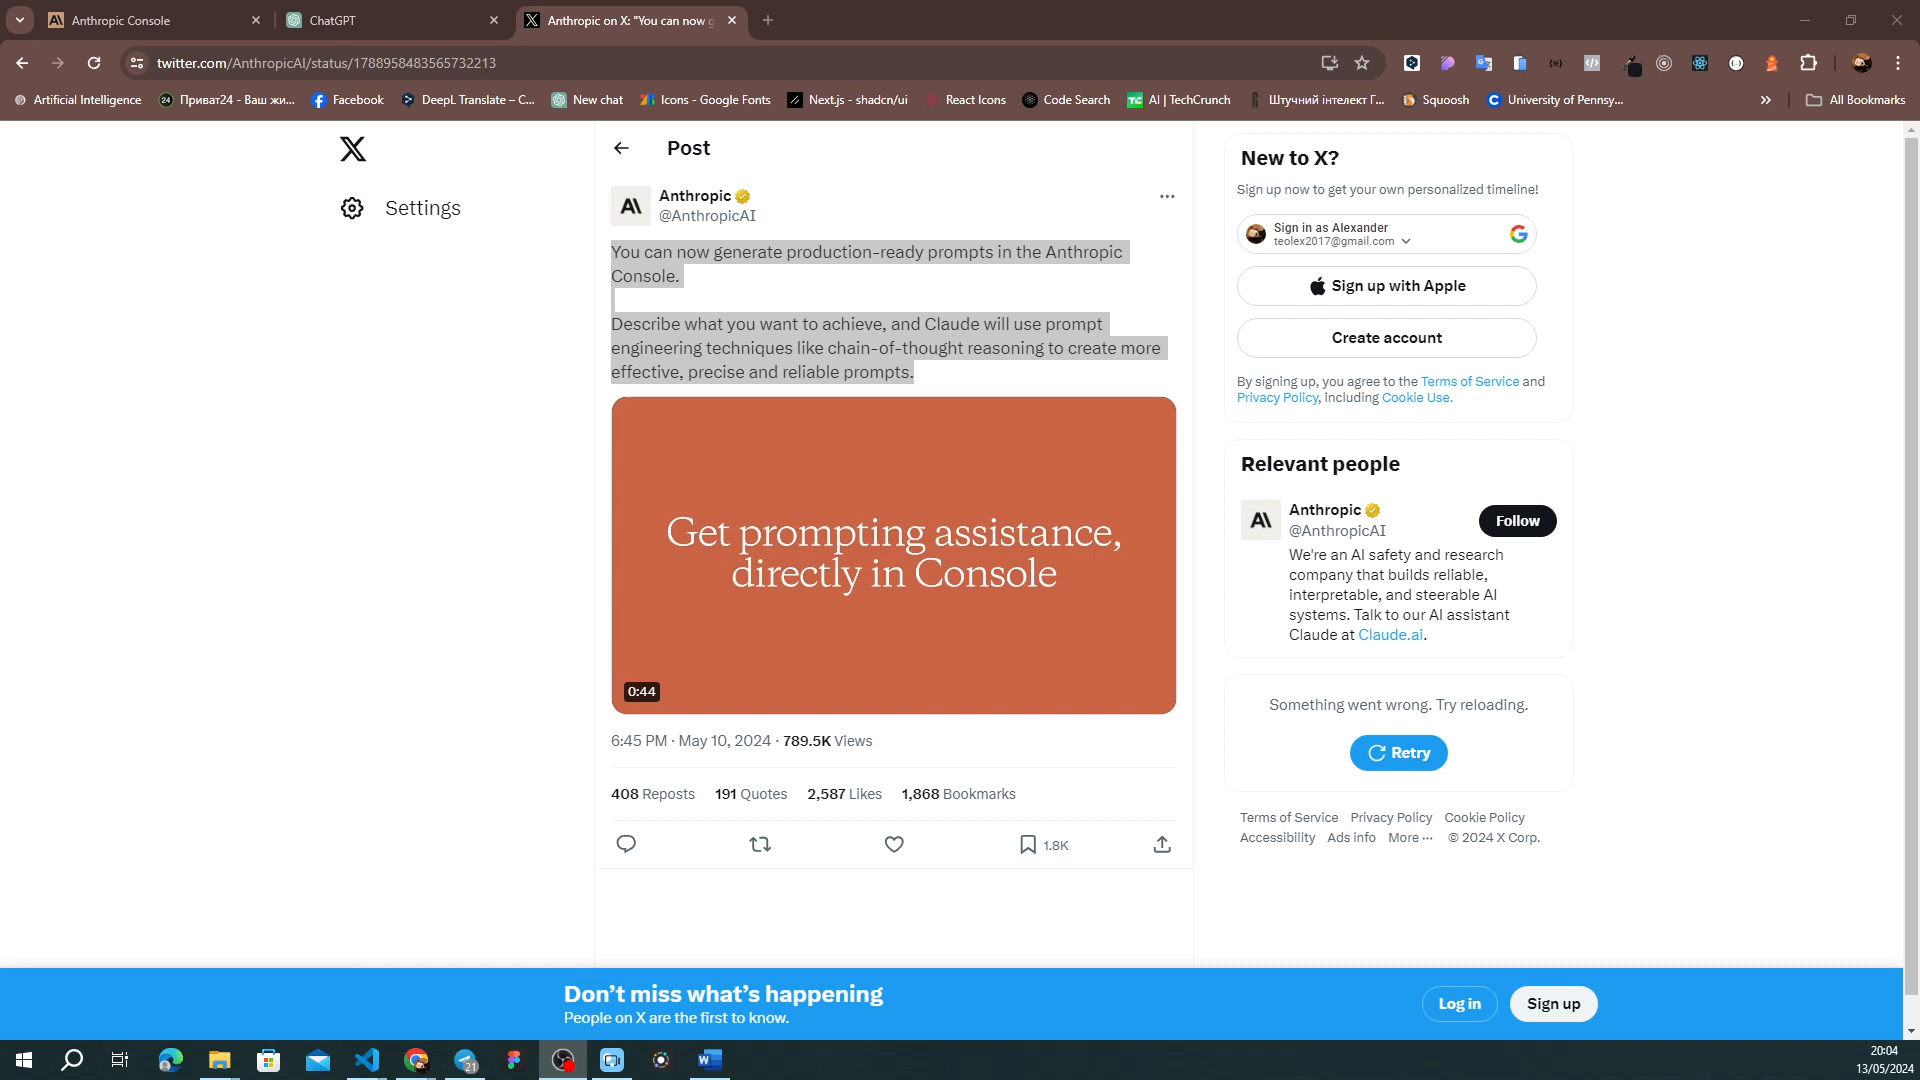 Anthropic Console
ChatGPT
Anthropic on X: "You can now g
twitter.com/AnthropicAI/status/1788958483565732213
Artificial Intelligence
Приват24 - Ваш жи...
Facebook
DeepL Translate – C...
New chat
Icons - Google Fonts
Next.js - shadcn/ui
React Icons
Code Search
AI | TechCrunch
Штучний інтелект Г...
Squoosh
University of Pennsy...
All Bookmarks
Settings
Post
Anthropic
@AnthropicAI
You can now generate production-ready prompts in the Anthropic
Console.
Describe what you want to achieve, and Claude will use prompt
engineering techniques like chain-of-thought reasoning to create more
effective, precise and reliable prompts.
Get prompting assistance,
directly in Console
0:44
6:45 PM · May 10, 2024 · 789.5K Views
408 Reposts 191 Quotes 2,587 Likes 1,868 Bookmarks
1.8K
New to X?
Sign up now to get your own personalized timeline!
Sign in as Alexander
teolex2017@gmail.com
Sign up with Apple
Create account
By signing up, you agree to the Terms of Service and
Privacy Policy, including Cookie Use.
Relevant people
Anthropic
@AnthropicAI
Follow
We're an AI safety and research
company that builds reliable,
interpretable, and steerable AI
systems. Talk to our AI assistant
Claude at Claude.ai.
Something went wrong. Try reloading.
Retry
Terms of Service Privacy Policy Cookie Policy
Accessibility Ads info More ··· © 2024 X Corp.
Don’t miss what’s happening
People on X are the first to know.
Log in
Sign up
21
20:04
13/05/2024